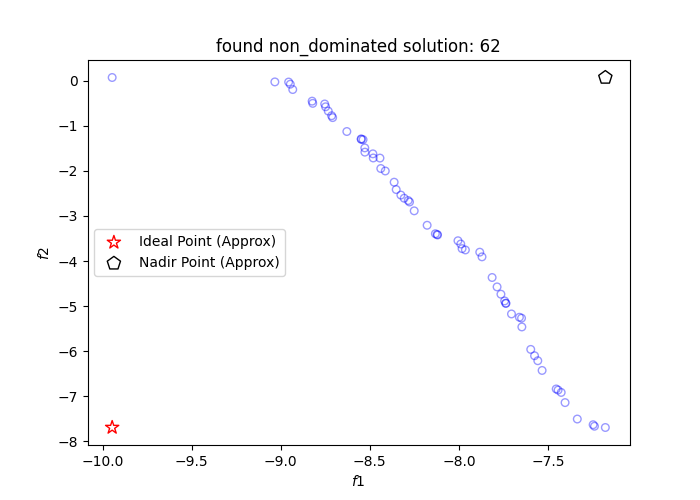 found non_dominated solution: 62
0
−1
−2
−3
−4
−5
−6
−7
−8
f2
Ideal Point (Approx)
Nadir Point (Approx)
−10.0 −9.5 −9.0 −8.5 −8.0 −7.5
f1